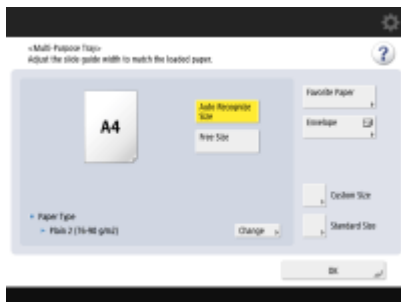 <Multi-Purpose Tray>
Adjust the slide guide width to match the loaded paper.
?
A4
Auto Recognize
Size
Free Size
Favorite Paper
Envelope
Custom Size
Standard Size
Paper Type
Plain 2 (76-90 g/m2)
Change
OK